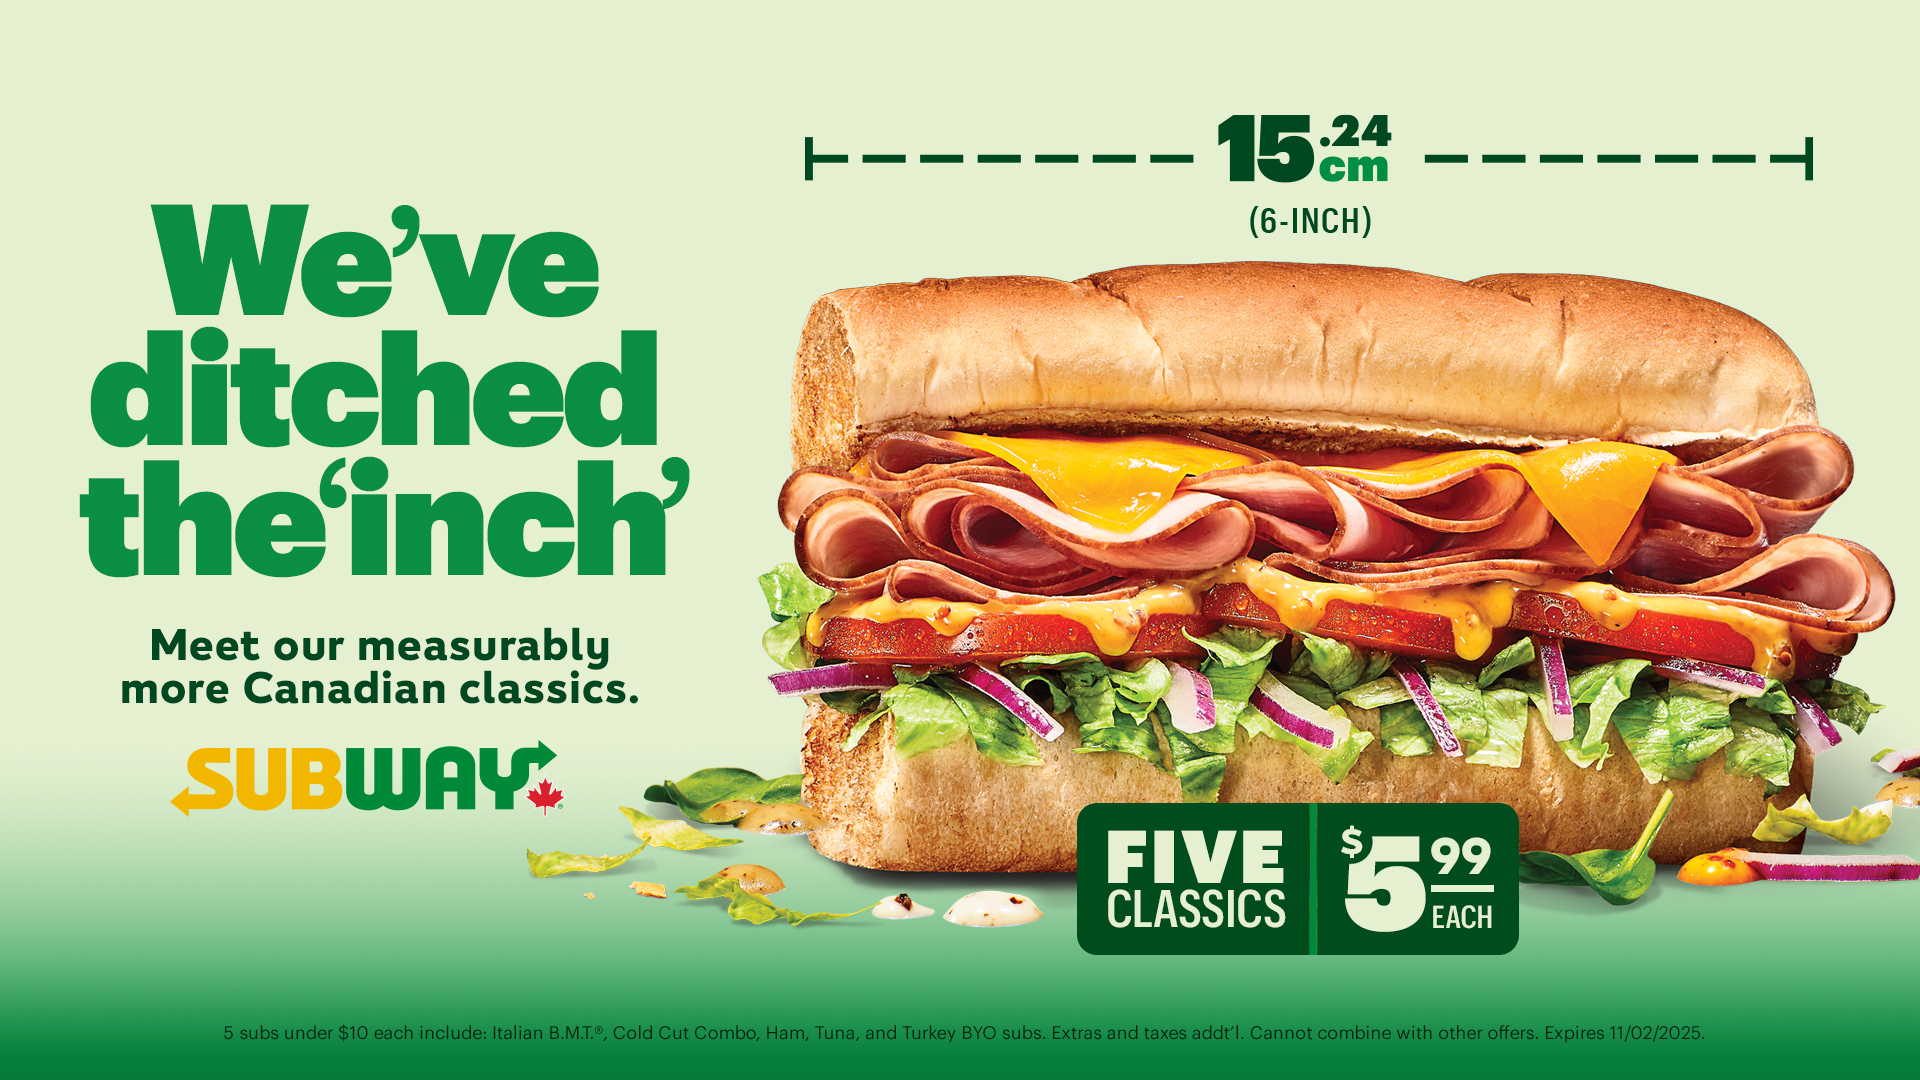 We've
ditched
the 'inch'
Meet our measurably
more Canadian classics.
SUBWAY®
15.24
cm
(6-INCH)
FIVE
CLASSICS
$5 99
EACH
5 subs under $10 each include: Italian B.M.T.®, Cold Cut Combo, Ham, Tuna, and Turkey BYO subs. Extras and taxes addt'l. Cannot combine with other offers. Expires 11/02/2025.